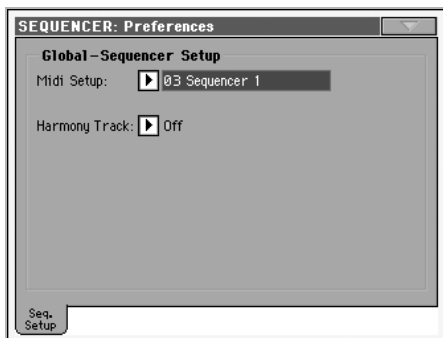 SEQUENCER: Preferences
Global-Sequencer Setup
Midi Setup: 03 Sequencer 1
Harmony Track: Off
Seq.
Setup